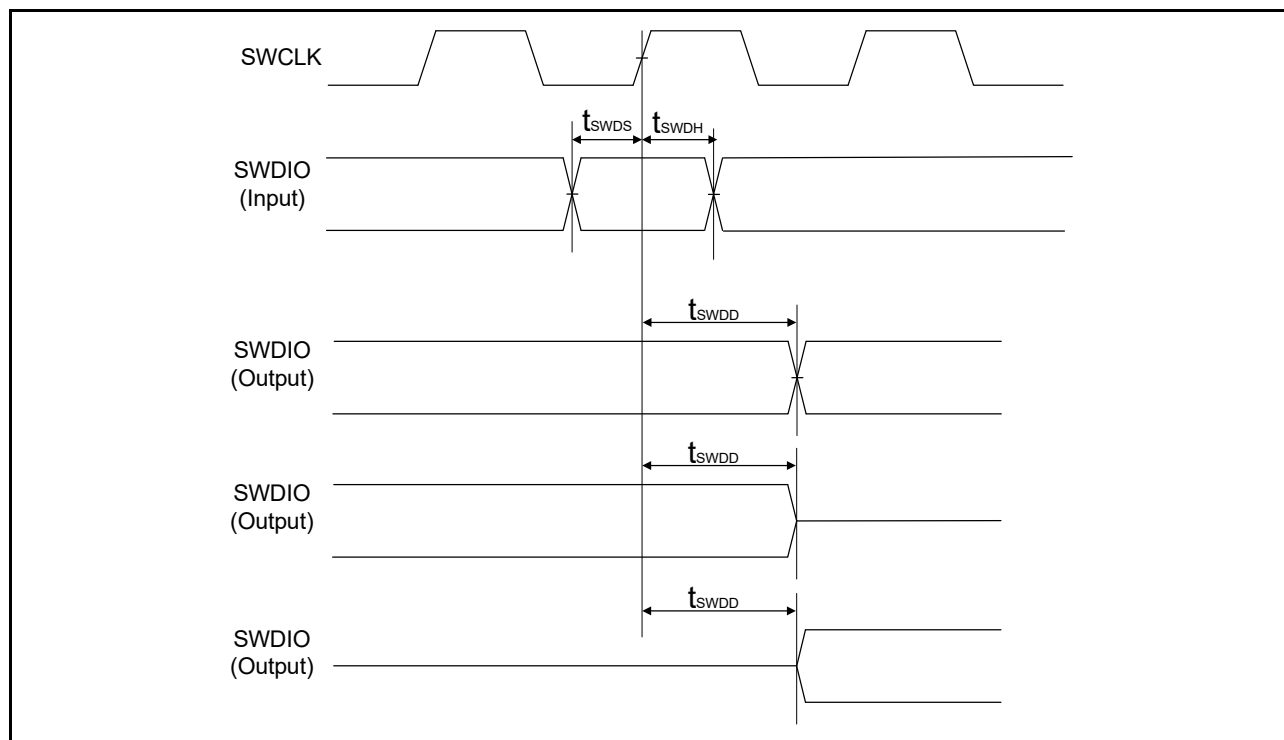 SWCLK
tSWDS
tSWDH
SWDIO
(Input)
tSWDD
SWDIO
(Output)
tSWDD
SWDIO
(Output)
tSWDD
SWDIO
(Output)